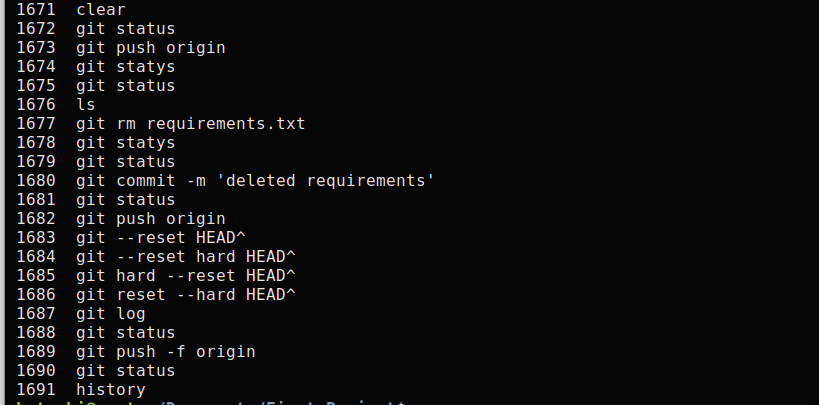 1671 clear
1672 git status
1673 git push origin
1674 git statys
1675 git status
1676 ls
1677 git rm requirements.txt
1678 git statys
1679 git status
1680 git commit -m 'deleted requirements'
1681 git status
1682 git push origin
1683 git --reset HEAD^
1684 git --reset hard HEAD^
1685 git hard --reset HEAD^
1686 git reset --hard HEAD^
1687 git log
1688 git status
1689 git push -f origin
1690 git status
1691 history